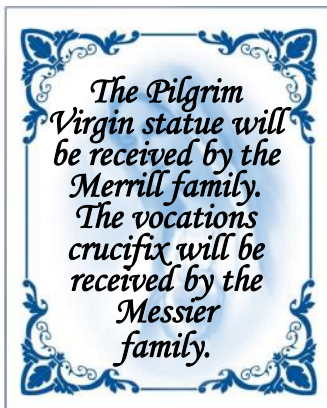 The Pilgrim
Virgin statue will
be received by the
Merrill family.
The vocations
crucifix will be
received by the
Messier
family.